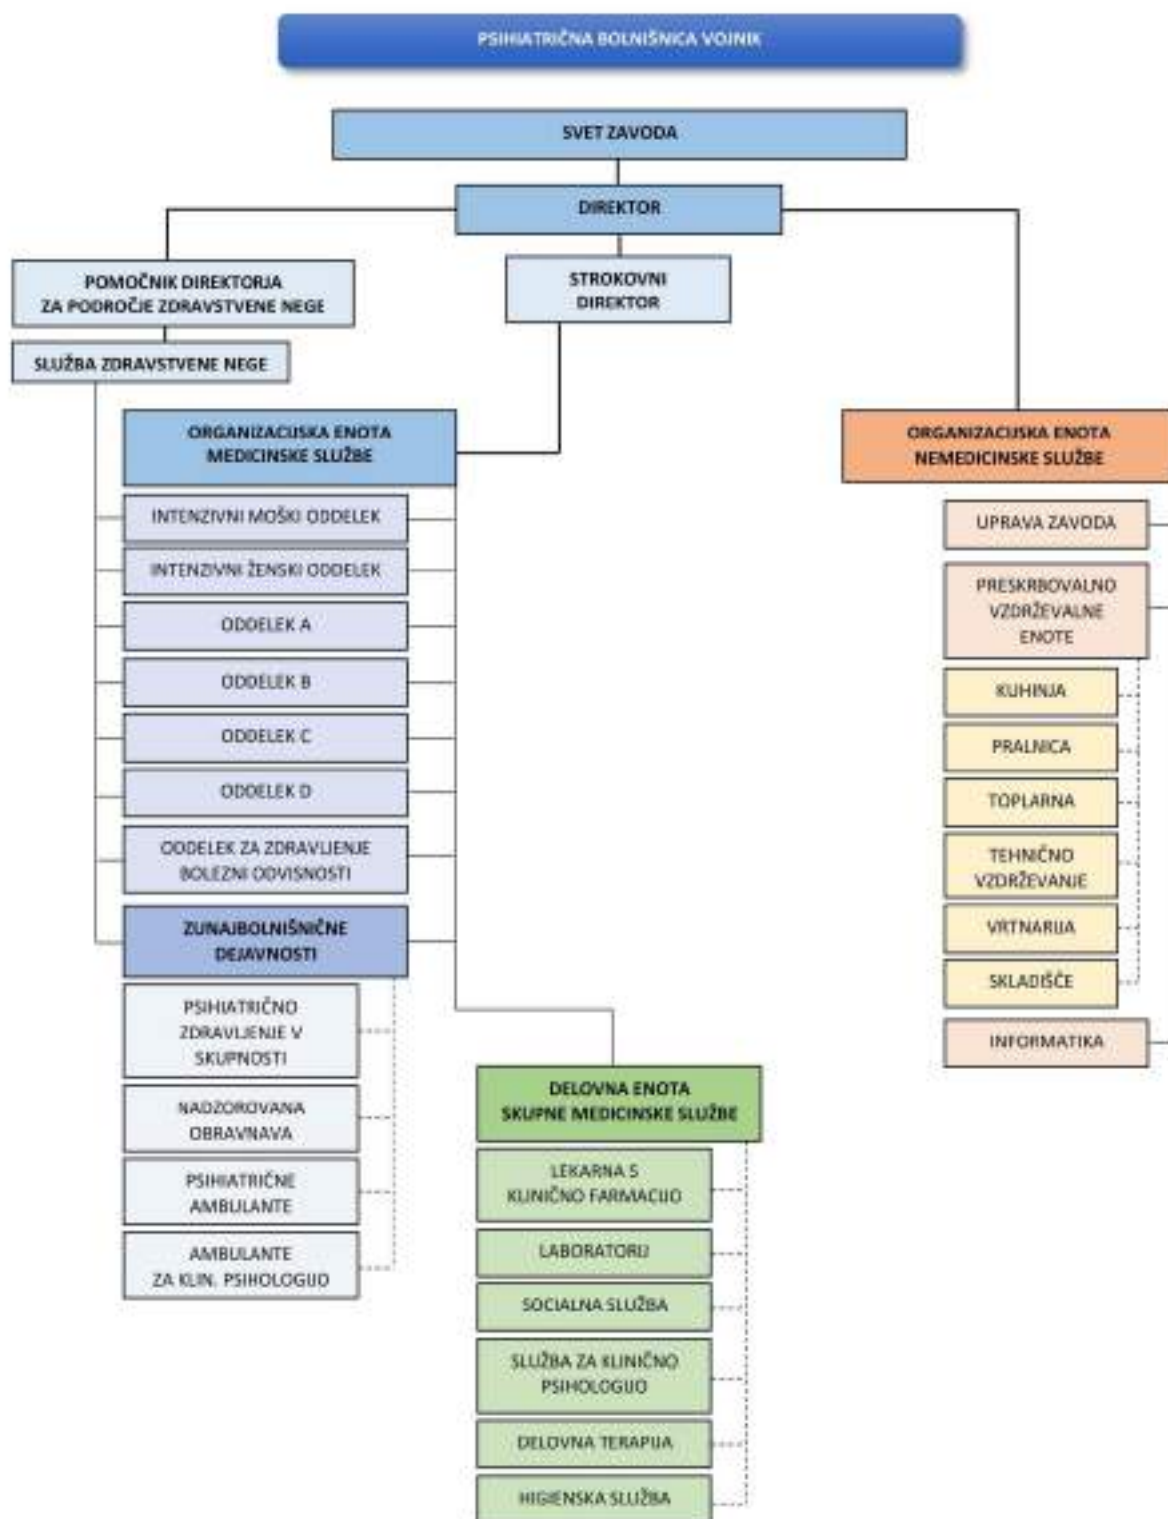 PSIHIATRIČNA BOLNIŠNICA VOJNIK
SVET ZAVODA
DIREKTOR
POMOČNIK DIREKTORJA
ZA PODROČJE ZDRAVSTVENE NEGE
STROKOVNI
DIREKTOR
SLUŽBA ZDRAVSTVENE NEGE
ORGANIZACIJSKA ENOTA
MEDICINSKE SLUŽBE
INTENZIVNI MOŠKI ODDELEK
INTENZIVNI ŽENSKI ODDELEK
ODDELEK A
ODDELEK B
ODDELEK C
ODDELEK D
ODDELEK ZA ZDRAVLJENJE
BOLEZNI ODVISNOSTI
ZUNAJBOLNIŠNIČNE
DEJAVNOSTI
PSIHIATRIČNO
ZDRAVLJENJE V
SKUPNOSTI
NADZOROVANA
OBRAVNAVA
PSIHIATRIČNE
AMBULANTE
AMBULANTE
ZA KLIN. PSIHOLOGIJO
DELOVNA ENOTA
SKUPNE MEDICINSKE SLUŽBE
LEKARNA S
KLINIČNO FARMACIJO
LABORATORIJ
SOCIALNA SLUŽBA
SLUŽBA ZA KLINIČNO
PSIHOLOGIJO
DELOVNA TERAPIJA
HIGIENSKA SLUŽBA
ORGANIZACIJSKA ENOTA
NEMEDICINSKE SLUŽBE
UPRAVA ZAVODA
PRESKRBOVALNO
VZDRŽEVALNE
ENOTE
KUHINJA
PRALNICA
TOPLARNA
TEHNIČNO
VZDRŽEVANJE
VRTNARIJA
SKLADIŠČE
INFORMATIKA